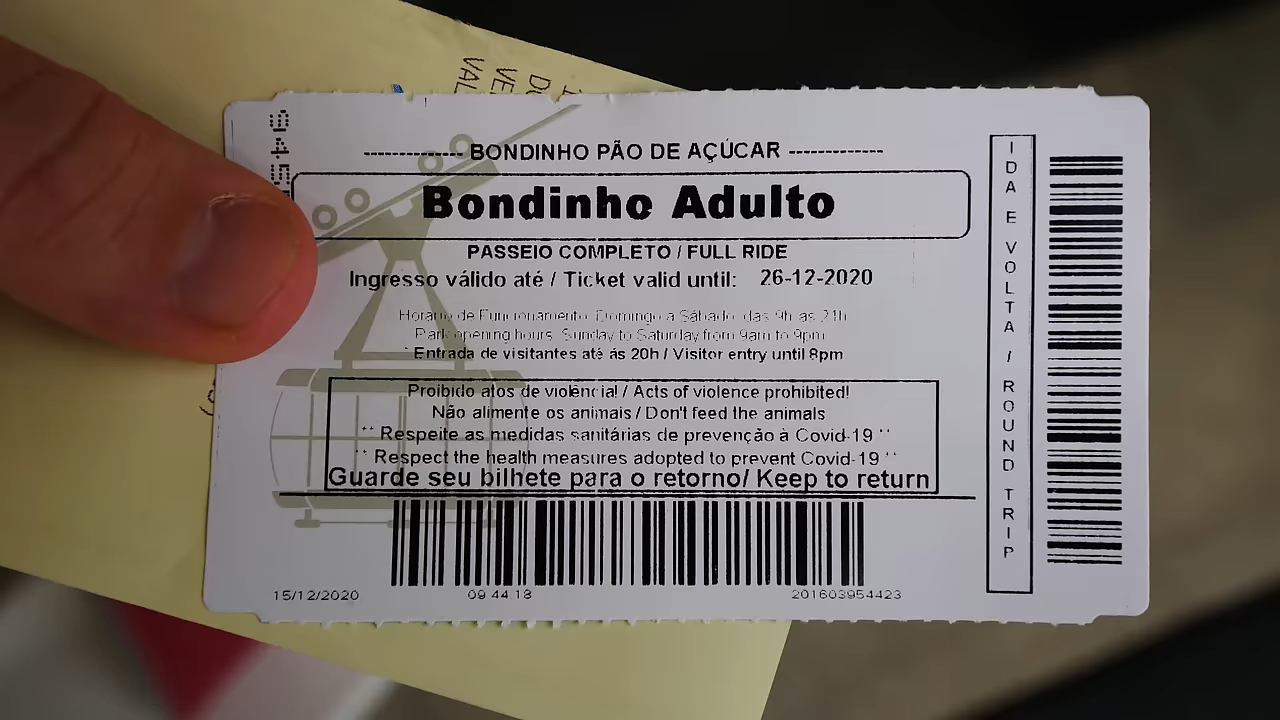 ------------ BONDINHO PÃO DE AÇÚCAR ------------
Bondinho Adulto
PASSEIO COMPLETO / FULL RIDE
Ingresso válido até / Ticket valid until: 26-12-2020
Horario de Funcionamento: Domingo a Sábado, das 9h as 21h
Park opening hours: Sunday to Saturday from 9am to 9pm
Entrada de visitantes até ás 20h / Visitor entry until 8pm
Proibido atos de violência! / Acts of violence prohibited!
Não alimente os animais / Don't feed the animals
** Respeite as medidas sanitárias de prevenção à Covid-19 **
** Respect the health measures adopted to prevent Covid-19 **
Guarde seu bilhete para o retorno/ Keep to return
15/12/2020 09:44:13 201603954423
IDA E VOLTA / ROUND TRIP